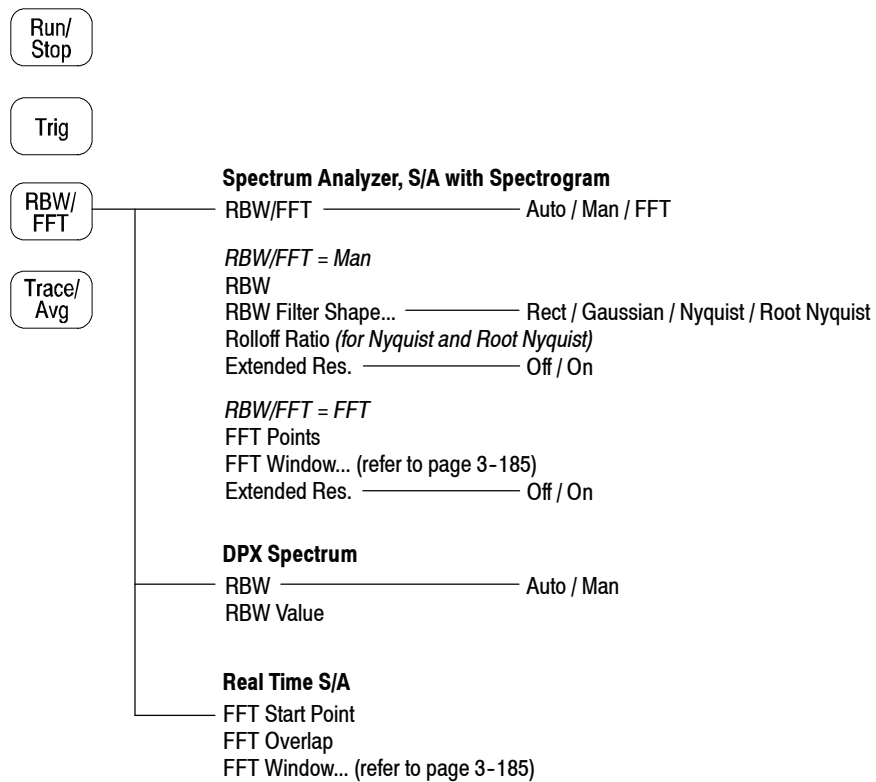 Run/
Stop
Trig
RBW/
FFT
Trace/
Avg
Spectrum Analyzer, S/A with Spectrogram
RBW/FFT Auto / Man / FFT
RBW/FFT = Man
RBW
RBW Filter Shape... Rect / Gaussian / Nyquist / Root Nyquist
Rolloff Ratio (for Nyquist and Root Nyquist)
Extended Res. Off / On
RBW/FFT = FFT
FFT Points
FFT Window... (refer to page 3-185)
Extended Res. Off / On
DPX Spectrum
RBW Auto / Man
RBW Value
Real Time S/A
FFT Start Point
FFT Overlap
FFT Window... (refer to page 3-185)